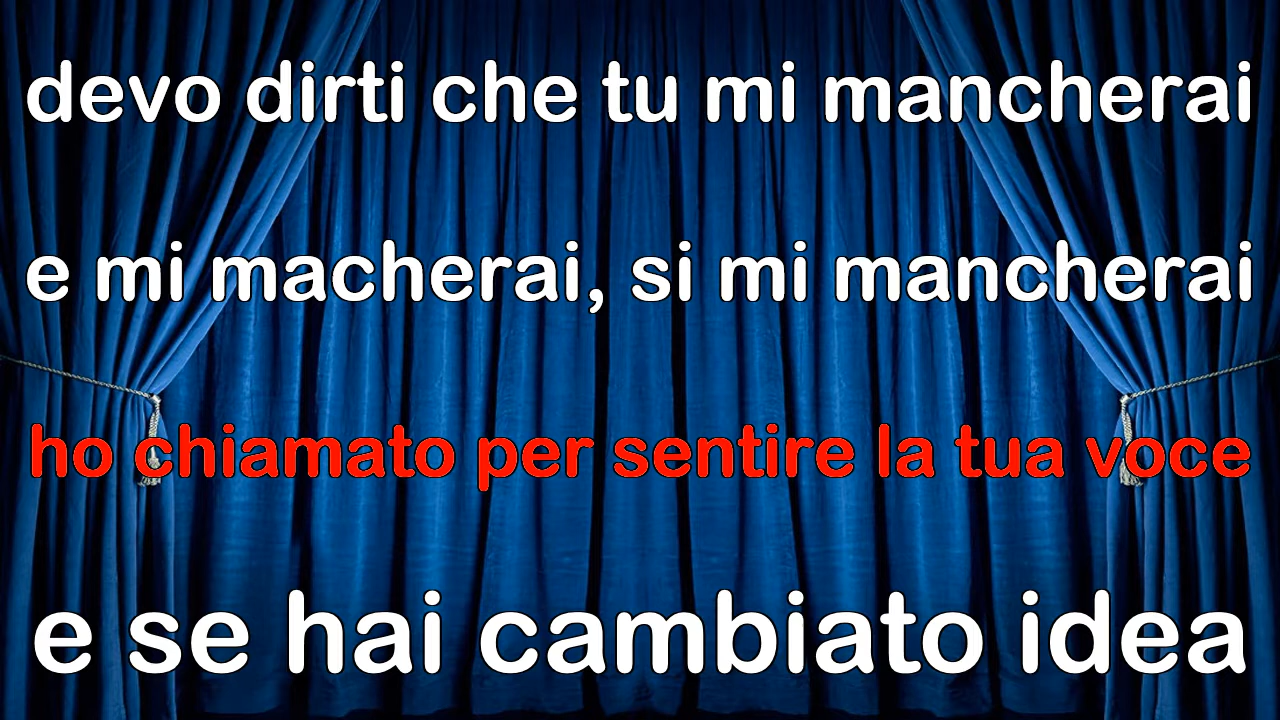 devo dirti che tu mi mancherai
e mi macherai, si mi mancherai
ho chiamato per sentire la tua voce
e se hai cambiato idea